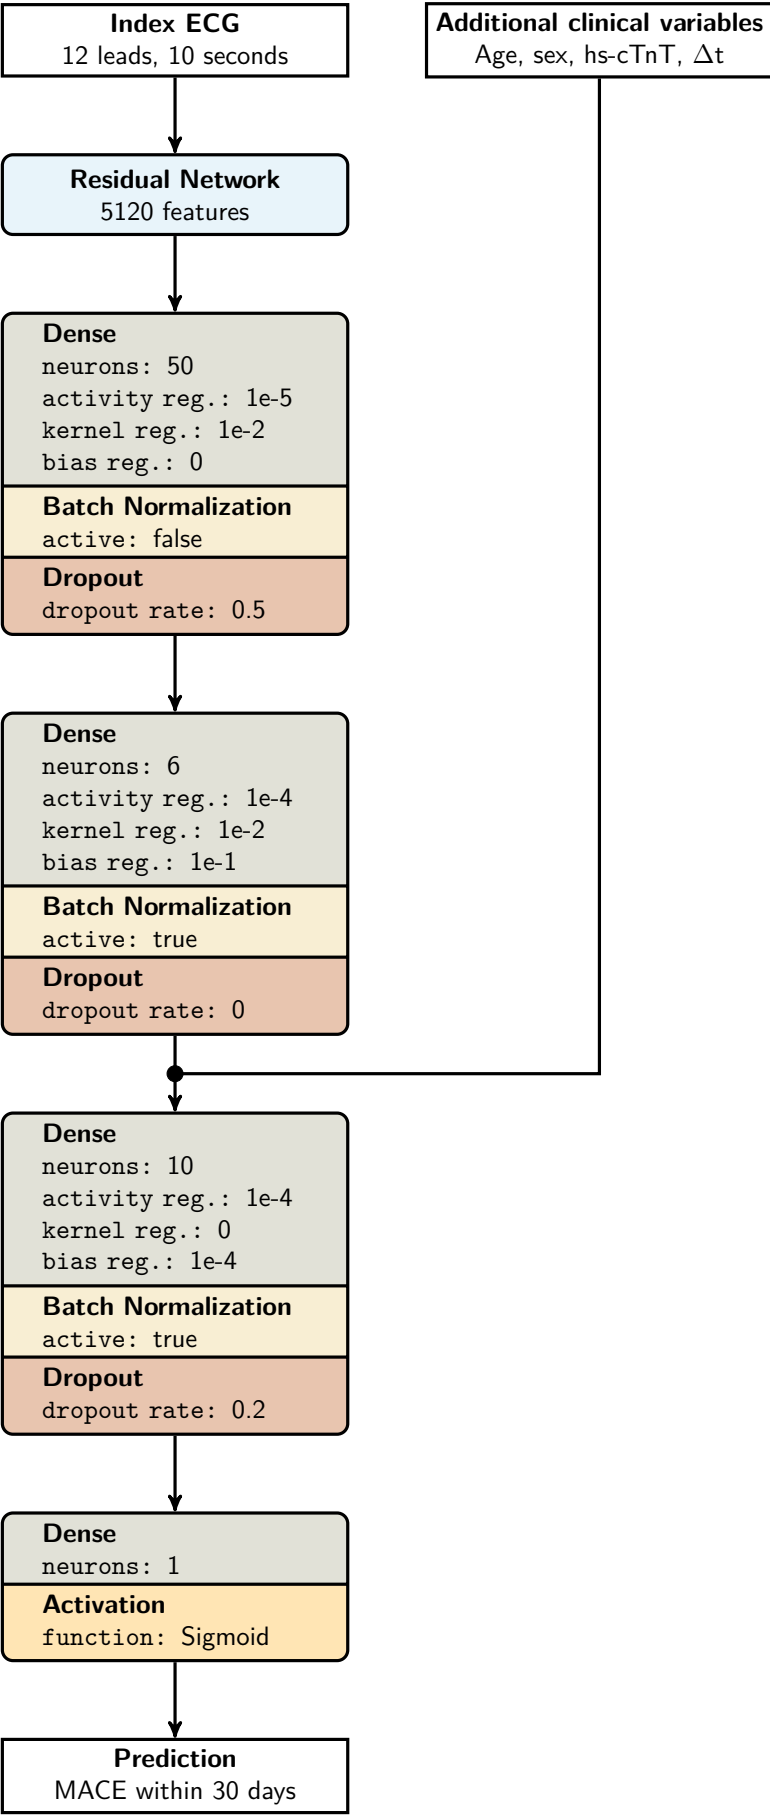 Index ECG
12 leads, 10 seconds
Additional clinical variables
Age, sex, hs-cTnT, Δt
Residual Network
5120 features
Dense
neurons: 50
activity reg.: 1e-5
kernel reg.: 1e-2
bias reg.: 0
Batch Normalization
active: false
Dropout
dropout rate: 0.5
Dense
neurons: 6
activity reg.: 1e-4
kernel reg.: 1e-2
bias reg.: 1e-1
Batch Normalization
active: true
Dropout
dropout rate: 0
Dense
neurons: 10
activity reg.: 1e-4
kernel reg.: 0
bias reg.: 1e-4
Batch Normalization
active: true
Dropout
dropout rate: 0.2
Dense
neurons: 1
Activation
function: Sigmoid
Prediction
MACE within 30 days